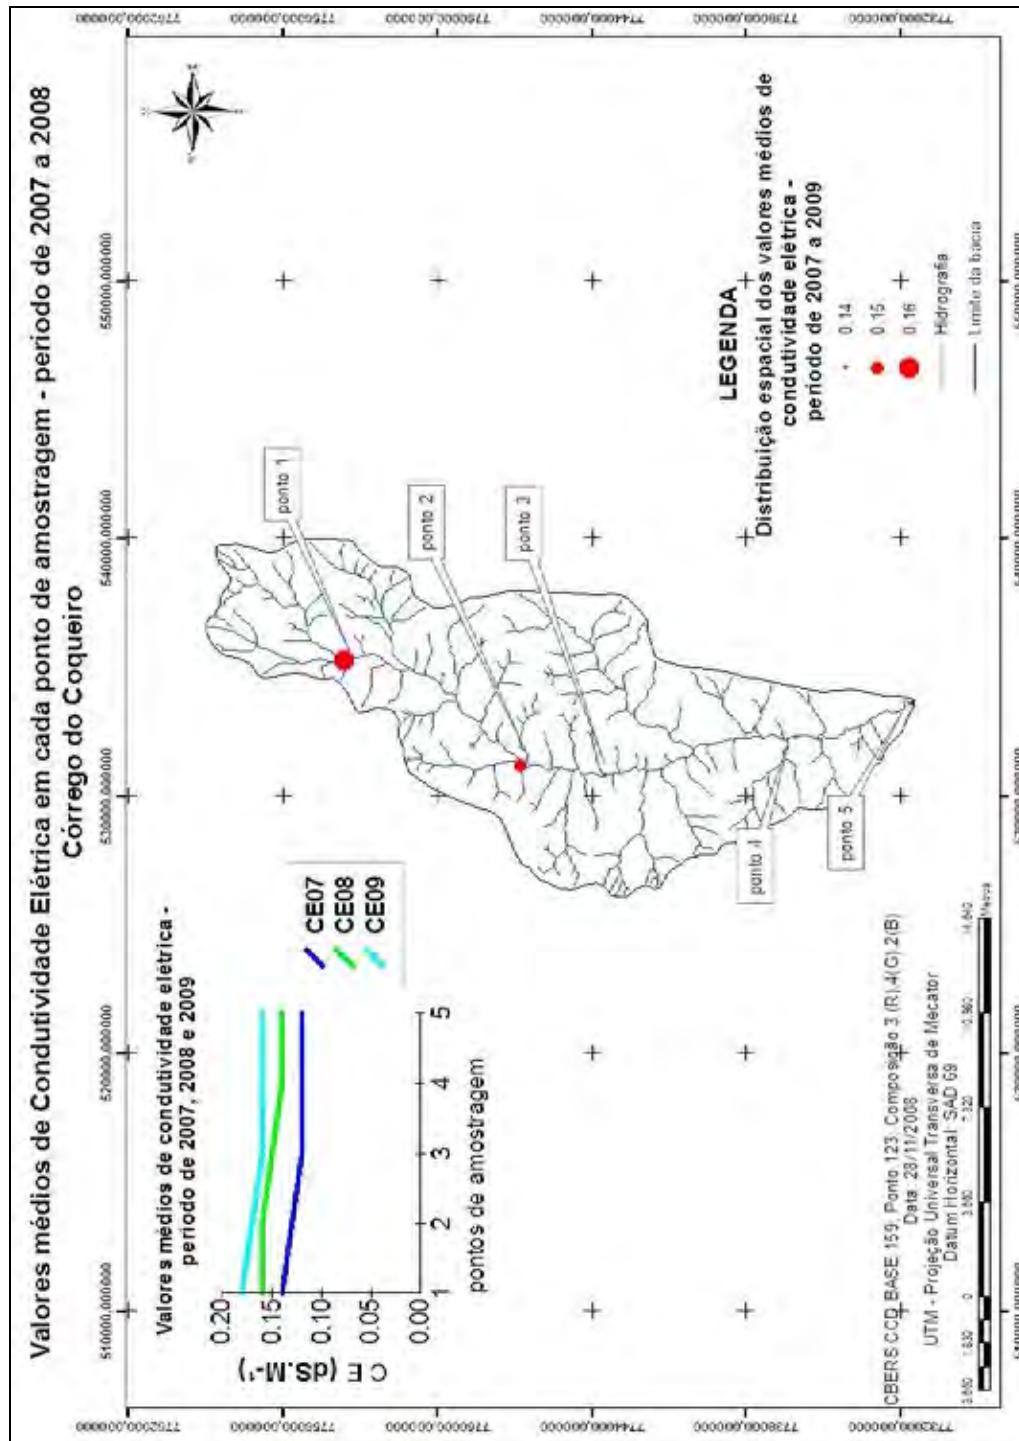 Valores médios de Condutividade Elétrica em cada ponto de amostragem - período de 2007 a 2008
Córrego do Coqueiro
510000,000000
520000,000000
530000,000000
540000,000000
550000,000000
Valores médios de condutividade elétrica -
período de 2007, 2008 e 2009
C.E (dS.M-¹)
0.20
0.15
0.10
0.05
0.00
1
2
3
4
5
pontos de amostragem
CE07
CE08
CE09
ponto 1
ponto 2
ponto 3
ponto 4
ponto 5
LEGENDA
Distribuição espacial dos valores médios de
condutividade elétrica -
período de 2007 a 2009
0,14
0,15
0,16
Hidrografia
Limite da bacia
CBERS CCD BASE 159, Ponto 123, Composição 3 (R),4(G),2(B)
Data: 28/11/2008
UTM - Projeção Universal Transversa de Mecator
Datum Horizontal: SAD 69
0
Metros